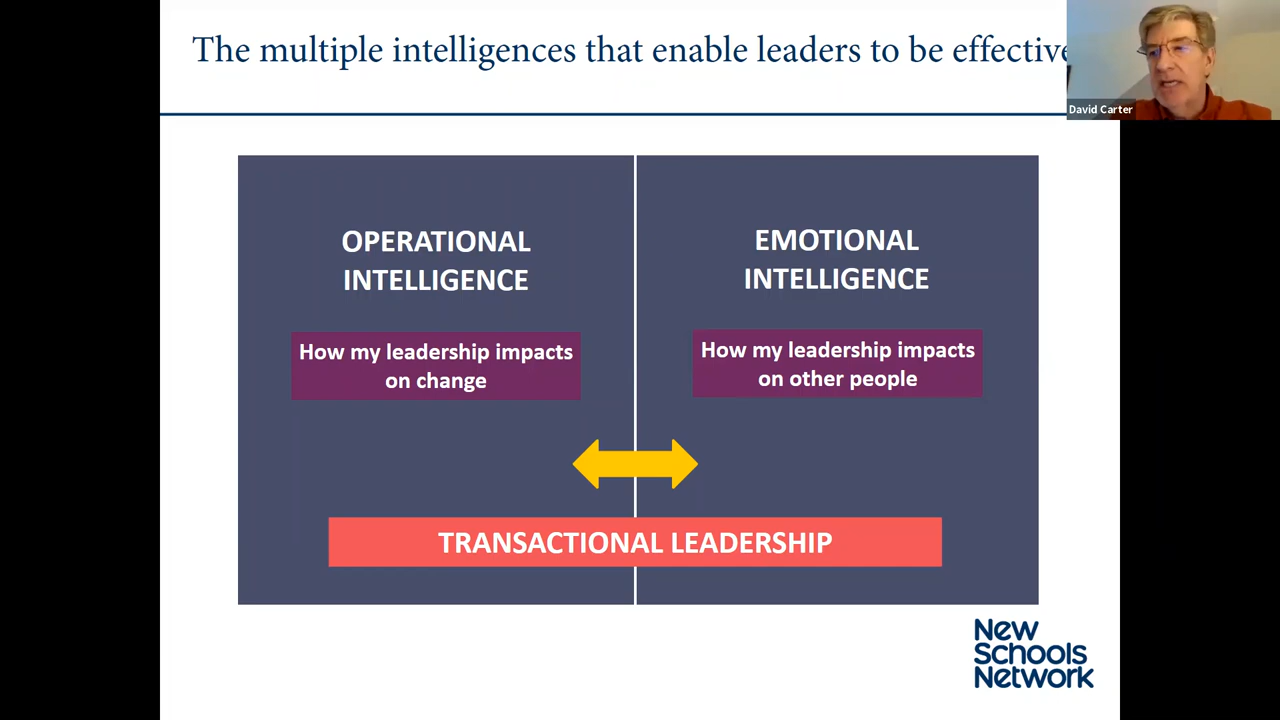 The multiple intelligences that enable leaders to be effective
David Carter
OPERATIONAL
INTELLIGENCE
How my leadership impacts
on change
EMOTIONAL
INTELLIGENCE
How my leadership impacts
on other people
TRANSACTIONAL LEADERSHIP
New
Schools
Network